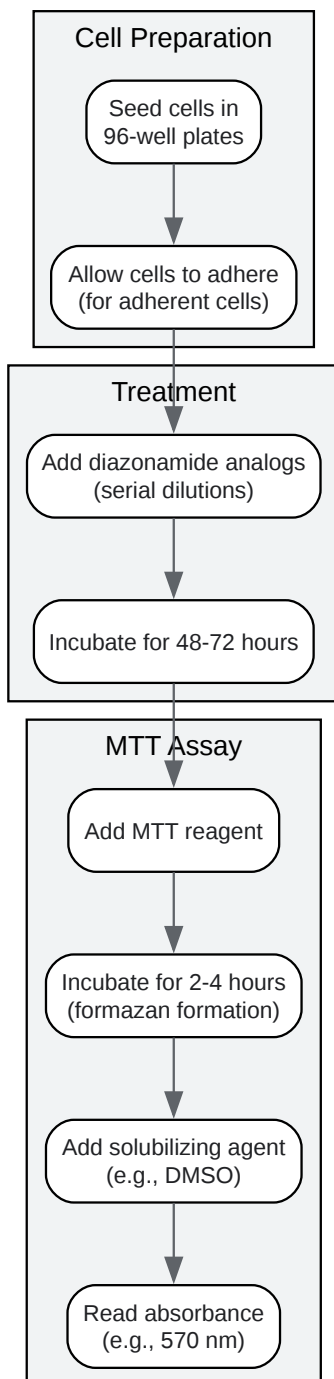 Cell Preparation
Seed cells in
96-well plates
Allow cells to adhere
(for adherent cells)
Treatment
Add diazonamide analogs
(serial dilutions)
Incubate for 48-72 hours
MTT Assay
Add MTT reagent
Incubate for 2-4 hours
(formazan formation)
Add solubilizing agent
(e.g., DMSO)
Read absorbance
(e.g., 570 nm)